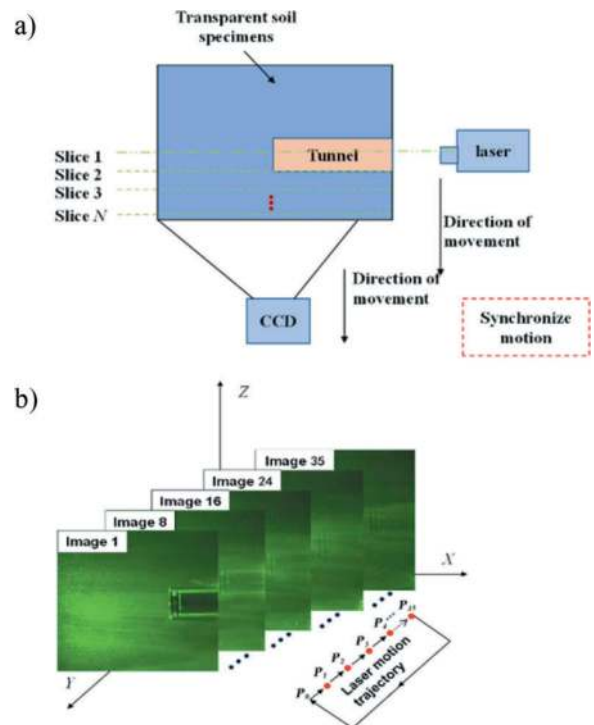 a)
Transparent soil
specimens
Slice 1
Slice 2
Slice 3
Slice N
Tunnel
laser
Direction of
movement
Direction of
movement
CCD
Synchronize
motion
b)
Z
Image 35
Image 24
Image 16
Image 8
Image 1
X
Y
P₁
P₂
P₃
P₄
Laser motion
trajectory